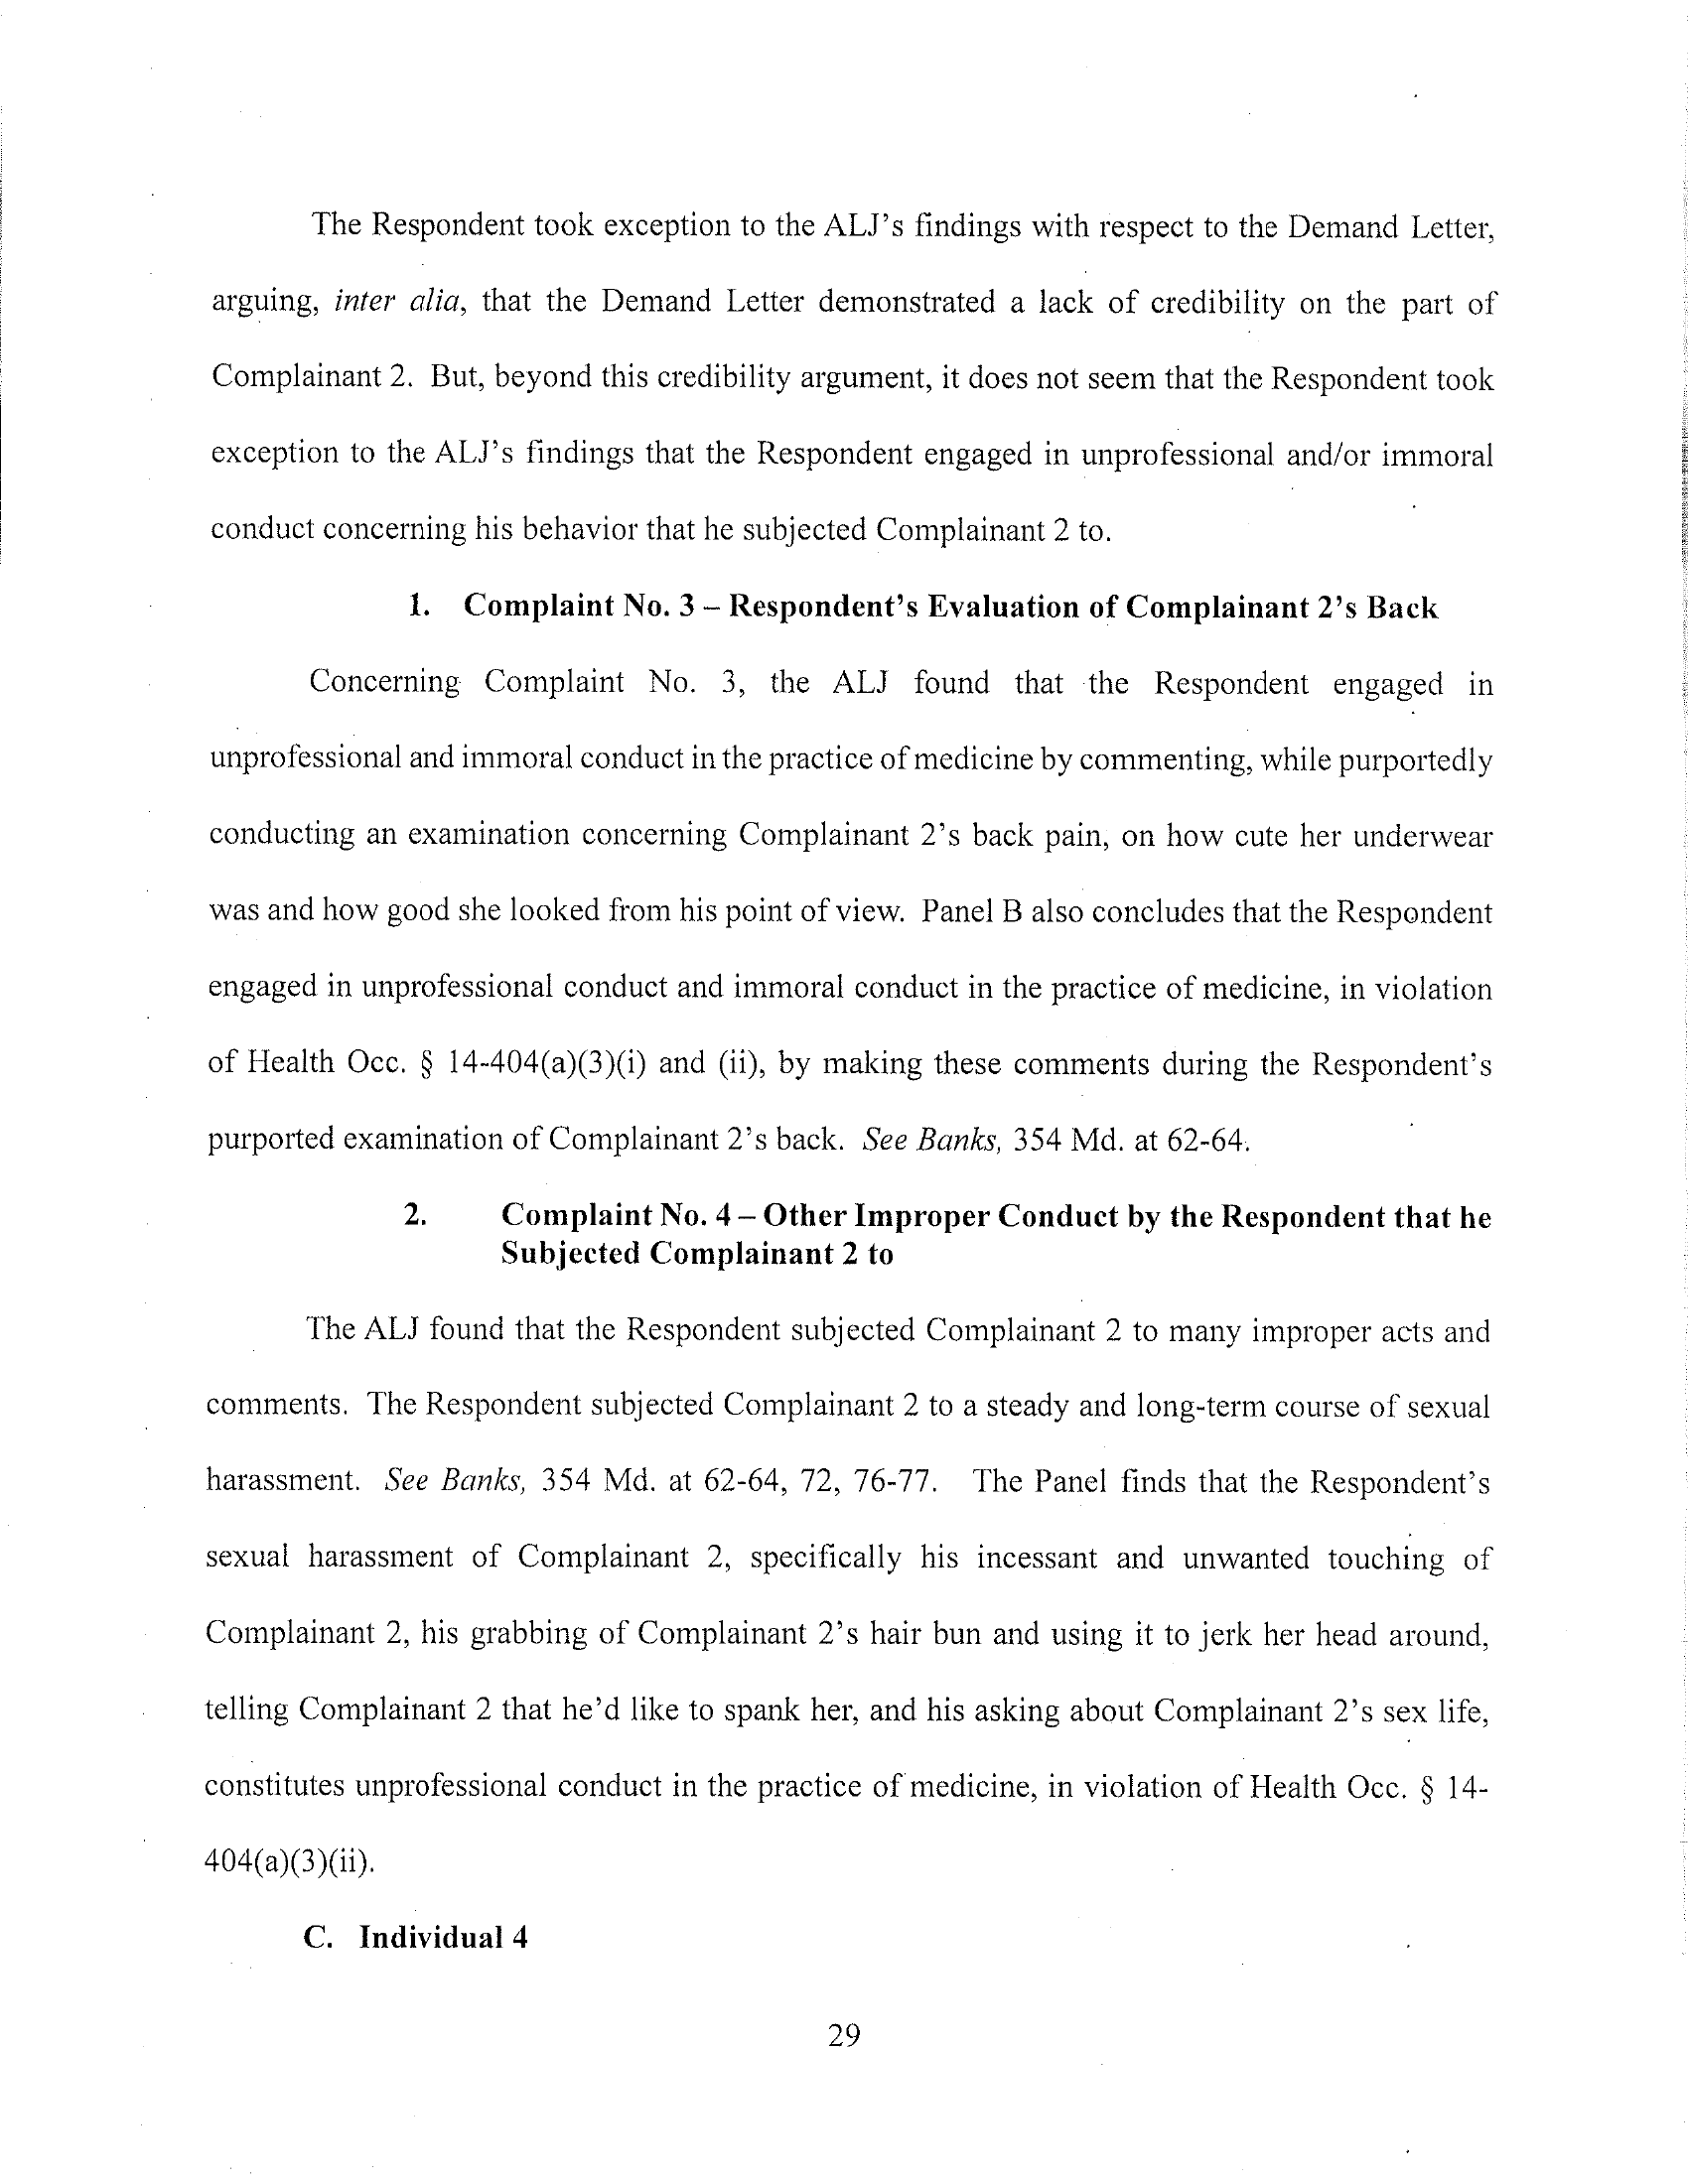 The Respondent took exception to the ALJ's findings with respect to the Demand Letter,
arguing, inter alia, that the Demand Letter demonstrated a lack of credibility on the part of
Complainant 2. But, beyond this credibility argument, it does not seem that the Respondent took
exception to the ALJ's findings that the Respondent engaged in unprofessional and/or immoral
conduct concerning his behavior that he subjected Complainant 2 to.
1. Complaint No. 3 – Respondent's Evaluation of Complainant 2's Back
Concerning Complaint No. 3, the ALJ found that the Respondent engaged in
unprofessional and immoral conduct in the practice of medicine by commenting, while purportedly
conducting an examination concerning Complainant 2's back pain, on how cute her underwear
was and how good she looked from his point of view. Panel B also concludes that the Respondent
engaged in unprofessional conduct and immoral conduct in the practice of medicine, in violation
of Health Occ. § 14-404(a)(3)(i) and (ii), by making these comments during the Respondent's
purported examination of Complainant 2's back. See Banks, 354 Md. at 62-64.
2. Complaint No. 4 – Other Improper Conduct by the Respondent that he
Subjected Complainant 2 to
The ALJ found that the Respondent subjected Complainant 2 to many improper acts and
comments. The Respondent subjected Complainant 2 to a steady and long-term course of sexual
harassment. See Banks, 354 Md. at 62-64, 72, 76-77. The Panel finds that the Respondent's
sexual harassment of Complainant 2, specifically his incessant and unwanted touching of
Complainant 2, his grabbing of Complainant 2's hair bun and using it to jerk her head around,
telling Complainant 2 that he'd like to spank her, and his asking about Complainant 2's sex life,
constitutes unprofessional conduct in the practice of medicine, in violation of Health Occ. § 14-
404(a)(3)(ii).
C. Individual 4
29